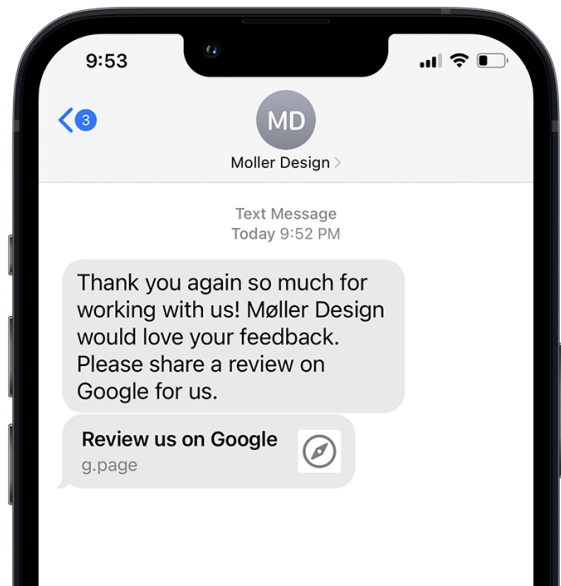 9:53
3
MD
Moller Design
Text Message
Today 9:52 PM
Thank you again so much for
working with us! Møller Design
would love your feedback.
Please share a review on
Google for us.
Review us on Google
g.page